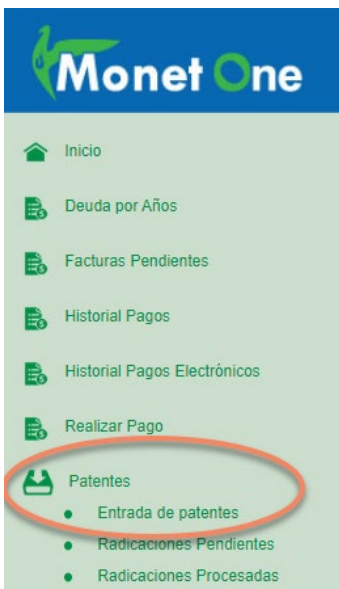 Monet One
Inicio
Deuda por Años
Facturas Pendientes
Historial Pagos
Historial Pagos Electrónicos
Realizar Pago
Patentes
Entrada de patentes
Radicaciones Pendientes
Radicaciones Procesadas